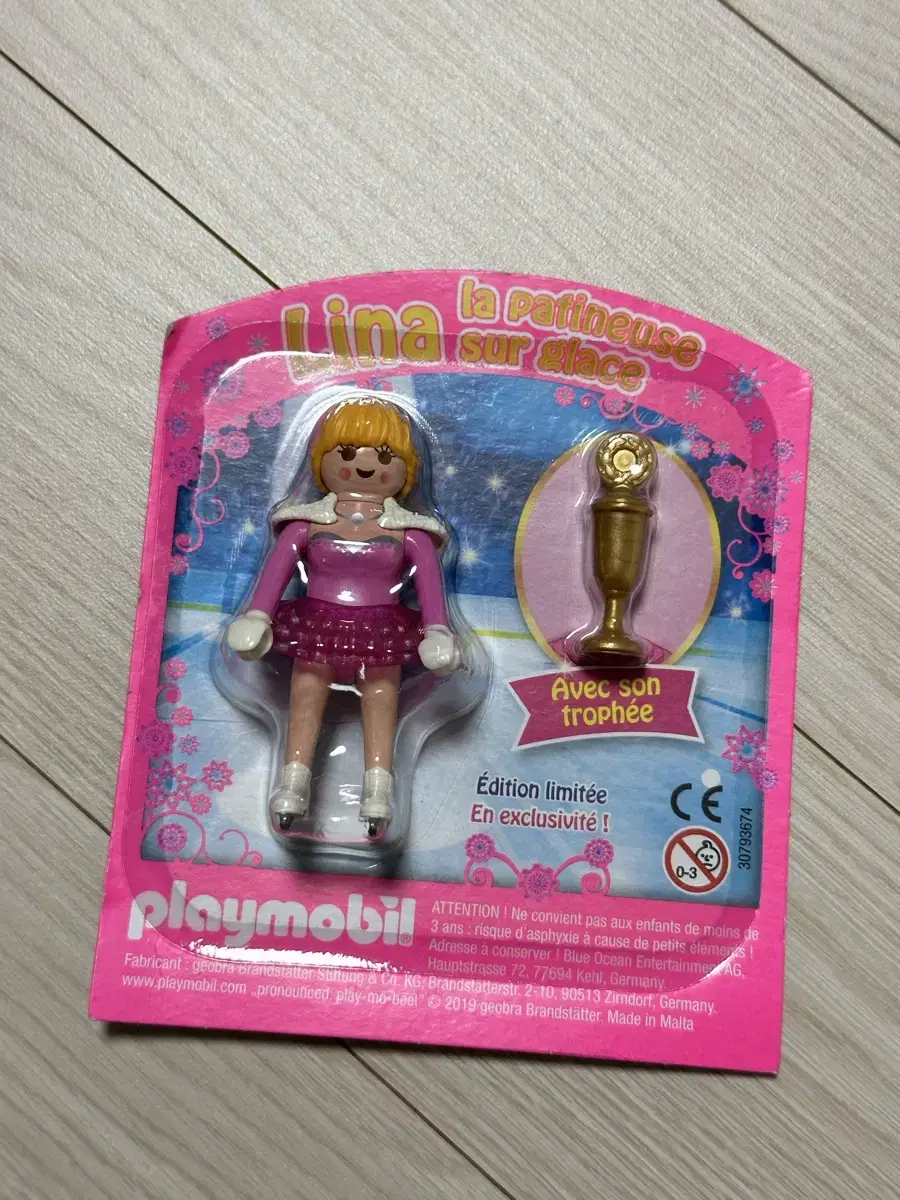 Lina la patineuse
sur glace
Avec son
trophée
Édition limitée
En exclusivité !
CE
0-3
30793674
playmobil®
ATTENTION ! Ne convient pas aux enfants de moins de
3 ans : risque d'asphyxie à cause de petits éléments !
Adresse à conserver ! Blue Ocean Entertainment AG,
Hauptstrasse 72, 77694 Kehl, Germany.
Fabricant : geobra Brandstätter Stiftung & Co. KG, Brandstätterstr. 2-10, 90513 Zirndorf, Germany.
www.playmobil.com „pronounced: play-mo-beel" © 2019 geobra Brandstätter. Made in Malta